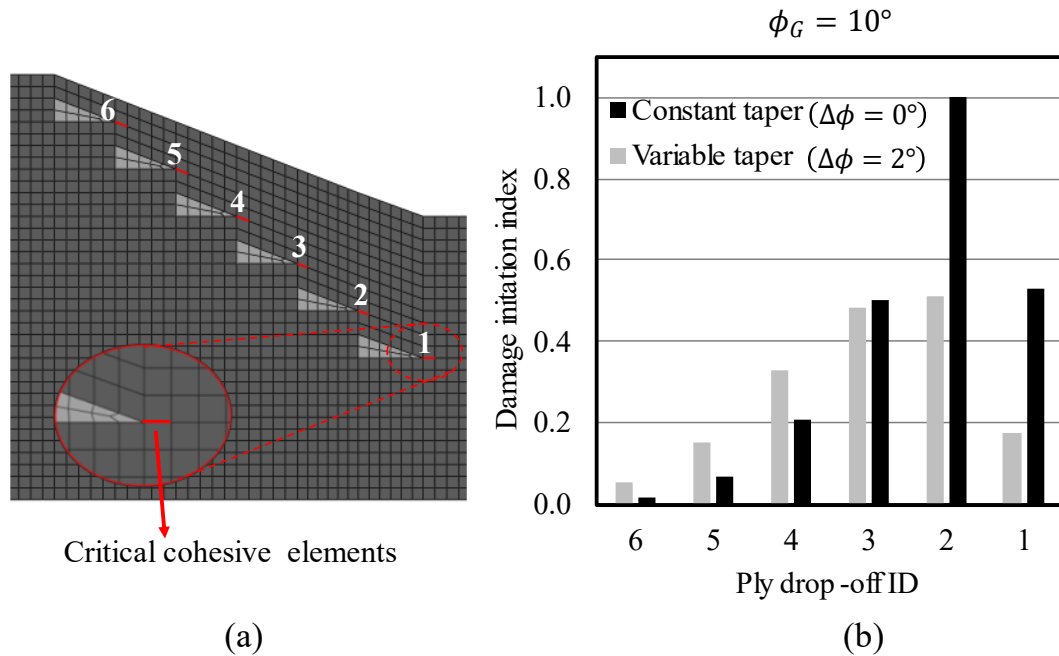 6
5
4
3
2
1
Critical cohesive elements
(a)
𝜙_G = 10°
Constant taper (Δ𝜙 = 0°)
Variable taper (Δ𝜙 = 2°)
Damage initation index
1.0
0.8
0.6
0.4
0.2
0.0
6 5 4 3 2 1
Ply drop -off ID
(b)